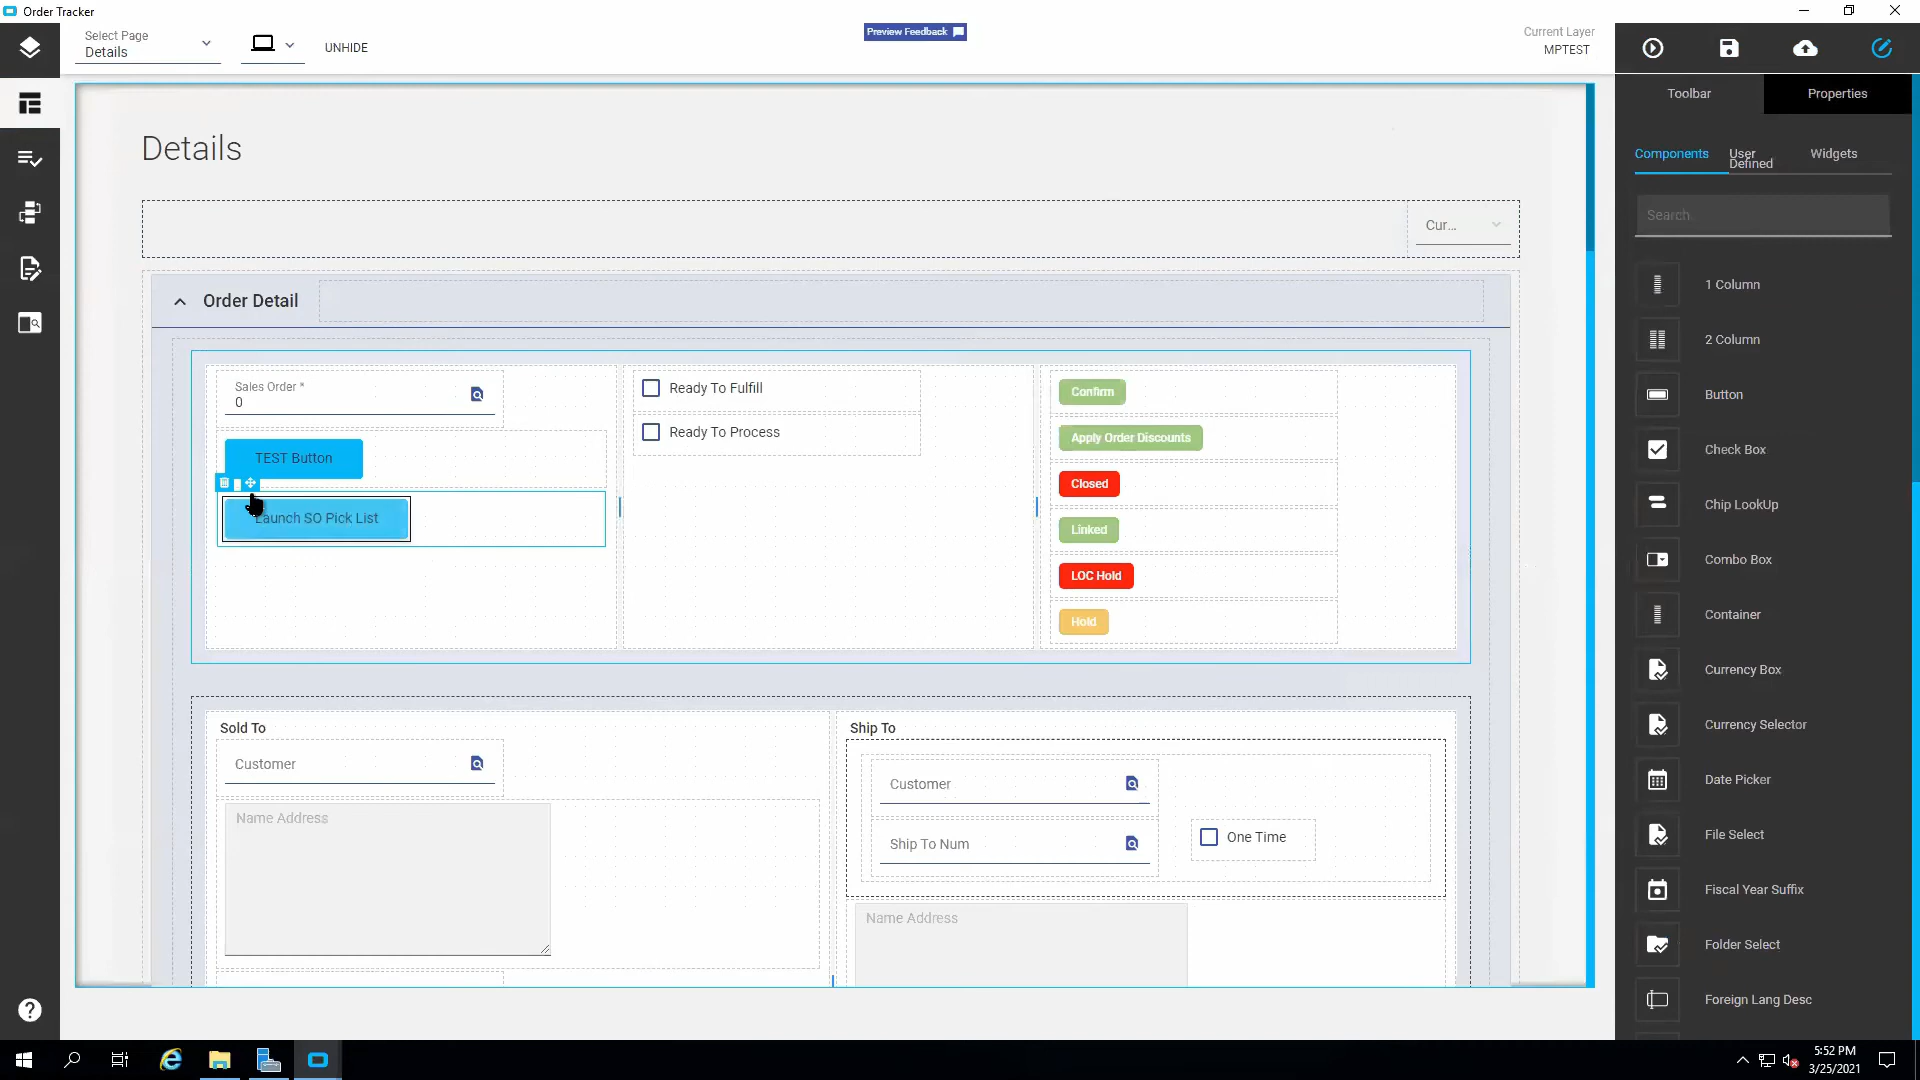 Order Tracker
Select Page
Details
UNHIDE
Preview Feedback
Current Layer
MPTEST
Toolbar
Properties
Components
User Defined
Widgets
Search
Details
Cur...
Order Detail
Sales Order *
0
TEST Button
Launch SO Pick List
Ready To Fulfill
Ready To Process
Confirm
Apply Order Discounts
Closed
Linked
LOC Hold
Hold
Sold To
Customer
Name Address
Ship To
Customer
Ship To Num
One Time
Name Address
1 Column
2 Column
Button
Check Box
Chip LookUp
Combo Box
Container
Currency Box
Currency Selector
Date Picker
File Select
Fiscal Year Suffix
Folder Select
Foreign Lang Desc
5:52 PM
3/25/2021